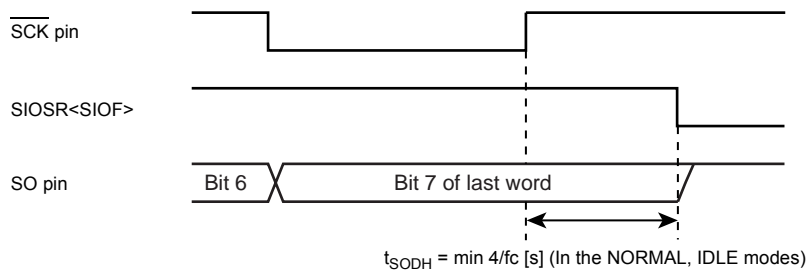 SCK pin
SIOSR<SIOF>
SO pin
Bit 6
Bit 7 of last word
tSODH = min 4/fc [s] (In the NORMAL, IDLE modes)